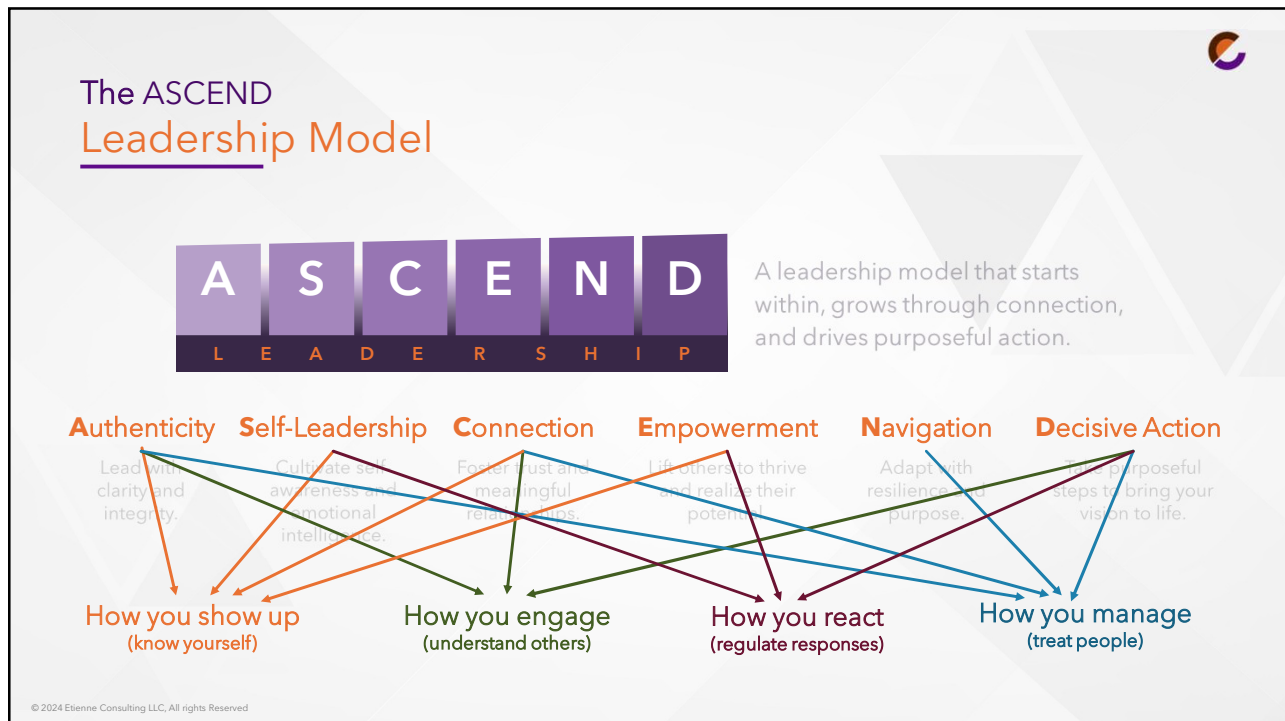 The ASCEND
Leadership Model
A S C E N D
L E A D E R S H I P
A leadership model that starts
within, grows through connection,
and drives purposeful action.
Authenticity Self-Leadership Connection Empowerment Navigation Decisive Action
Lead with
clarity and
integrity.
Cultivate self-
awareness and
emotional
intelligence.
Foster trust and
meaningful
relationships.
Lift others to thrive
and realize their
potential.
Adapt with
resilience and
purpose.
Take purposeful
steps to bring your
vision to life.
How you show up
(know yourself)
How you engage
(understand others)
How you react
(regulate responses)
How you manage
(treat people)
© 2024 Etienne Consulting LLC, All rights Reserved